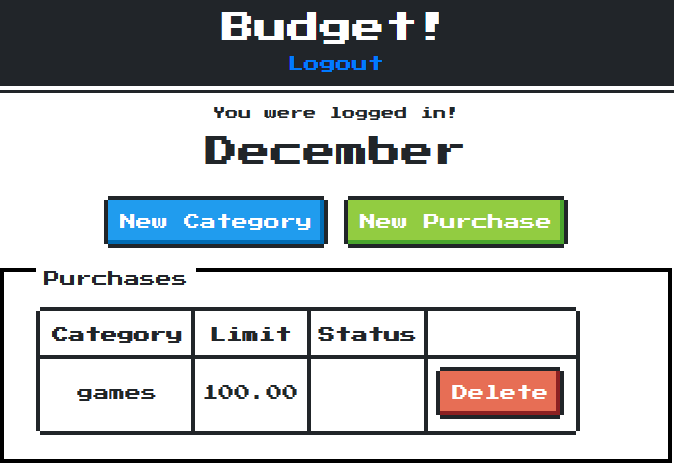 Budget!
Logout
You were logged in!
December
New Category New Purchase
Purchases
Category Limit Status
games 100.00 Delete